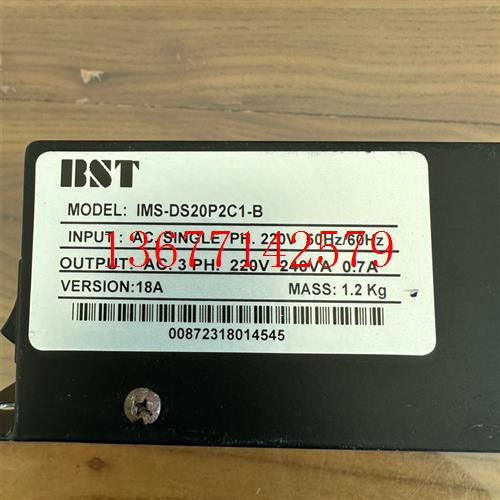 BST
MODEL: IMS-DS20P2C1-B
INPUT: AC. SINGLE PH. 220V 50Hz/60Hz
13677142579
OUTPUT: AC. 3 PH. 220V 240VA 0.7A
VERSION:18A MASS: 1.2 Kg
00872318014545